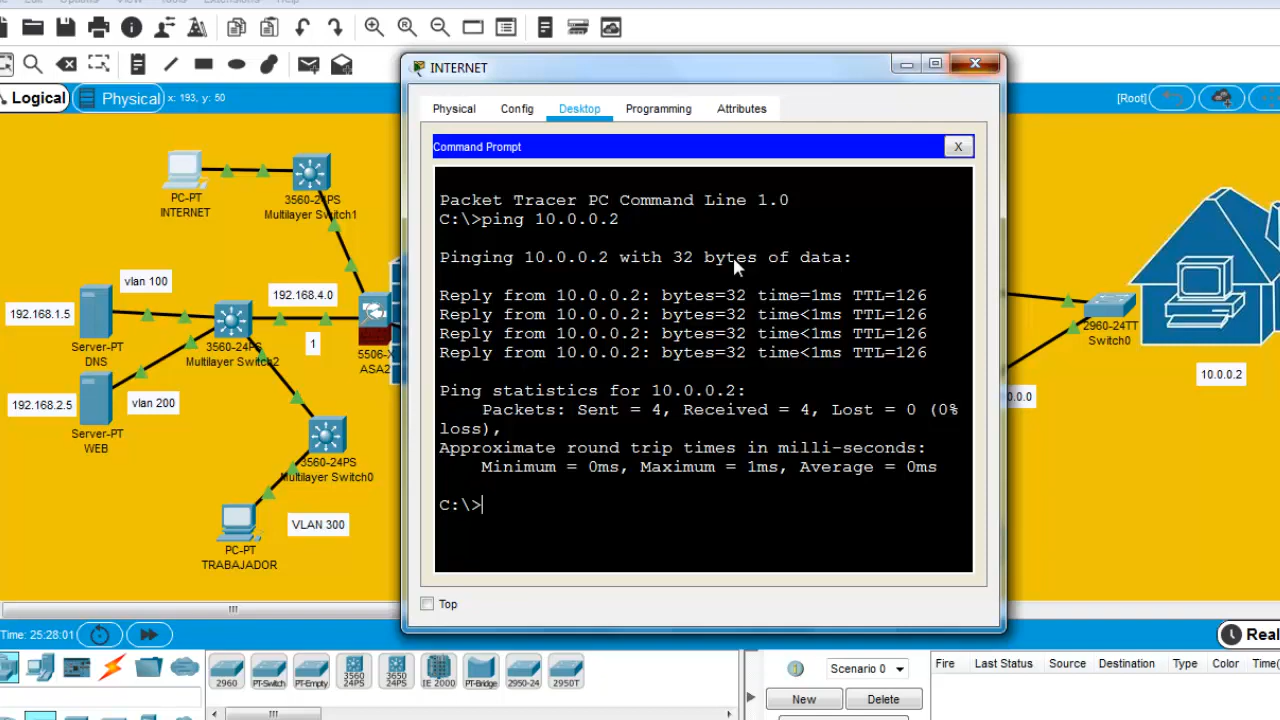 INTERNET
Logical
Physical
x: 193, y: 50
[Root]
Physical
Config
Desktop
Programming
Attributes
Command Prompt
X
Packet Tracer PC Command Line 1.0
C:\>ping 10.0.0.2
Pinging 10.0.0.2 with 32 bytes of data:
Reply from 10.0.0.2: bytes=32 time=1ms TTL=126
Reply from 10.0.0.2: bytes=32 time<1ms TTL=126
Reply from 10.0.0.2: bytes=32 time<1ms TTL=126
Reply from 10.0.0.2: bytes=32 time<1ms TTL=126
Ping statistics for 10.0.0.2:
Packets: Sent = 4, Received = 4, Lost = 0 (0%
loss),
Approximate round trip times in milli-seconds:
Minimum = 0ms, Maximum = 1ms, Average = 0ms
C:\>
Top
PC-PT
INTERNET
3560-24PS
Multilayer Switch1
vlan 100
192.168.4.0
192.168.1.5
1
Server-PT
DNS
3560-24PS
Multilayer Switch2
5506-X
ASA2
192.168.2.5
vlan 200
Server-PT
WEB
3560-24PS
Multilayer Switch0
VLAN 300
PC-PT
TRABAJADOR
2960-24TT
Switch0
10.0.0.2
.0.0
Time: 25:28:01
Real
2960
PT-Switch
PT-Empty
3560
24PS
3650
24PS
IE 2000
PT-Bridge
2950-24
2950T
Scenario 0
New
Delete
Fire
Last Status
Source
Destination
Type
Color
Time(